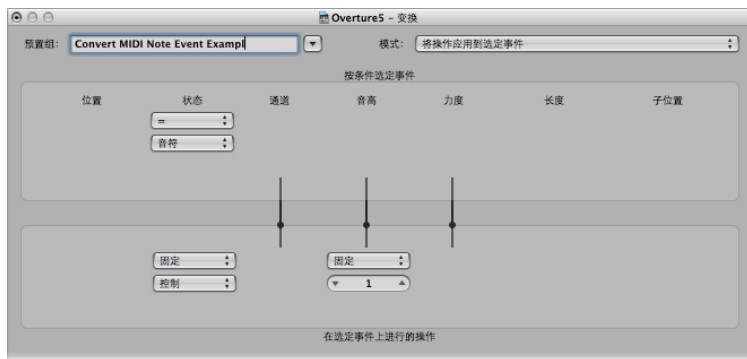 Overture5 - 变换
预置组: Convert MIDI Note Event Exampl 模式: 将操作应用到选定事件
按条件选定事件
位置 状态 通道 音高 力度 长度 子位置
=
音符
固定 固定
控制 1
在选定事件上进行的操作